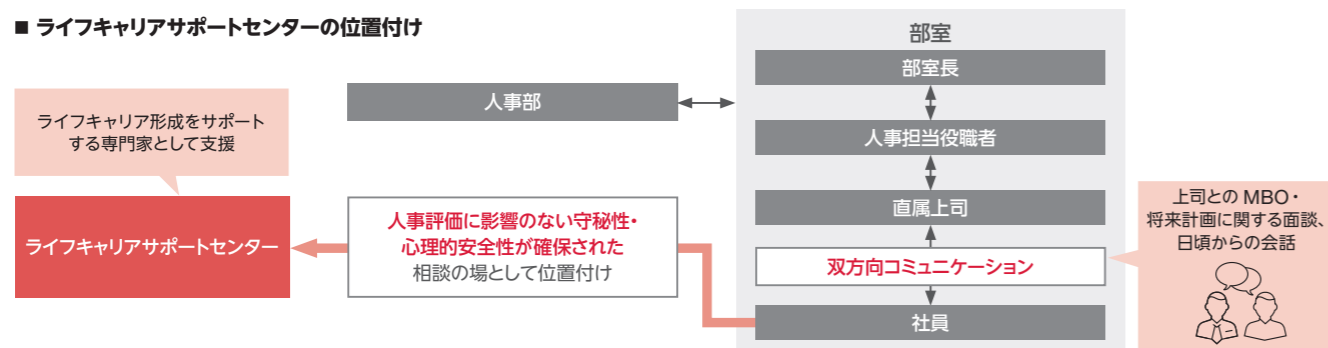 ■ ライフキャリアサポートセンターの位置付け
ライフキャリア形成をサポート
する専門家として支援
ライフキャリアサポートセンター
人事部
人事評価に影響のない守秘性・
心理的安全性が確保された
相談の場として位置付け
部室
部室長
人事担当役職者
直属上司
双方向コミュニケーション
社員
上司との MBO・
将来計画に関する面談、
日頃からの会話